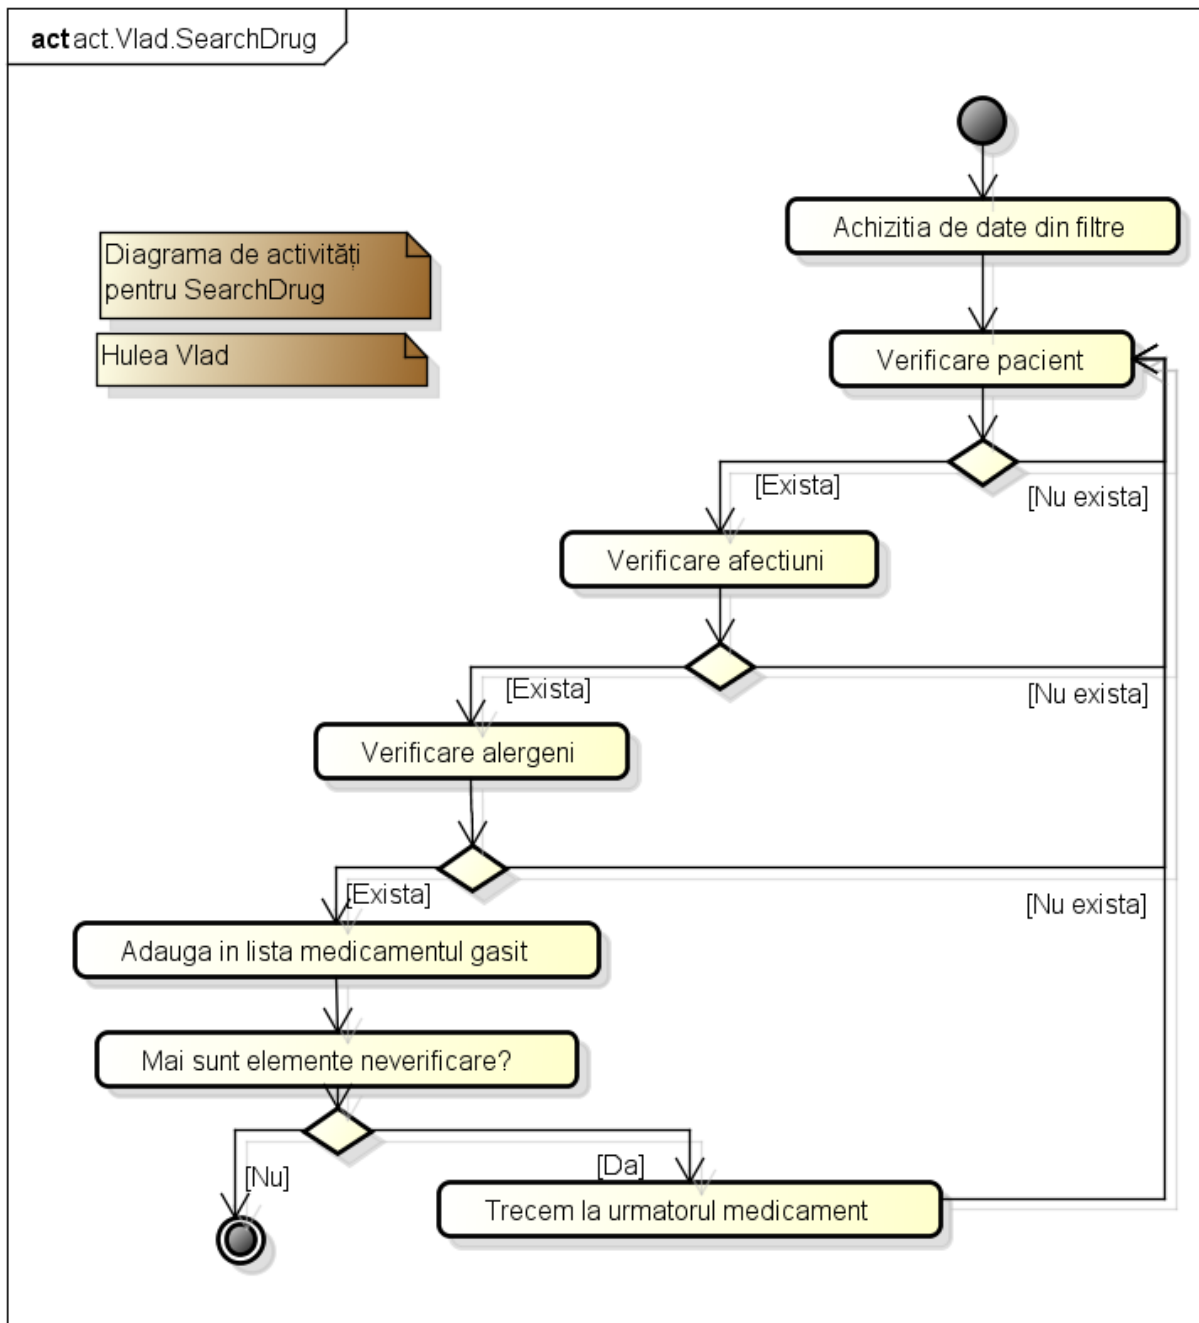 act act.Vlad.SearchDrug
Achizitia de date din filtre
Diagrama de activități
pentru SearchDrug
Hulea Vlad
Verificare pacient
[Exista]
[Nu exista]
Verificare afectiuni
[Exista]
[Nu exista]
Verificare alergeni
[Exista]
[Nu exista]
Adauga in lista medicamentul gasit
Mai sunt elemente neverificare?
[Nu]
[Da]
Trecem la urmatorul medicament